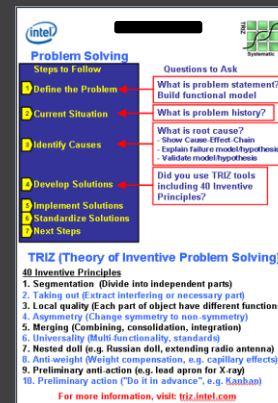 intel
TRIZ
Systematic
Problem Solving
Steps to Follow
Questions to Ask
1 Define the Problem
What is problem statement?
Build functional model
2 Current Situation
What is problem history?
3 Identify Causes
What is root cause?
- Show Cause-Effect-Chain
- Explain failure model/hypothesis
- Validate model/hypothesis
4 Develop Solutions
Did you use TRIZ tools
including 40 Inventive
Principles?
5 Implement Solutions
6 Standardize Solutions
7 Next Steps
TRIZ (Theory of Inventive Problem Solving)
40 Inventive Principles
1. Segmentation (Divide into independent parts)
2. Taking out (Extract interfering or necessary part)
3. Local quality (Each part of object have different functions
4. Asymmetry (Change symmetry to non-symmetry)
5. Merging (Combining, consolidation, integration)
6. Universality (Multi-functionality, standards)
7. Nested doll (e.g. Russian doll, extending radio antenna)
8. Anti-weight (Weight compensation, e.g. capillary effects)
9. Preliminary anti-action (e.g. lead apron for X-ray)
10. Preliminary action ("Do it in advance", e.g. Kanban)
For more information, visit: triz.intel.com